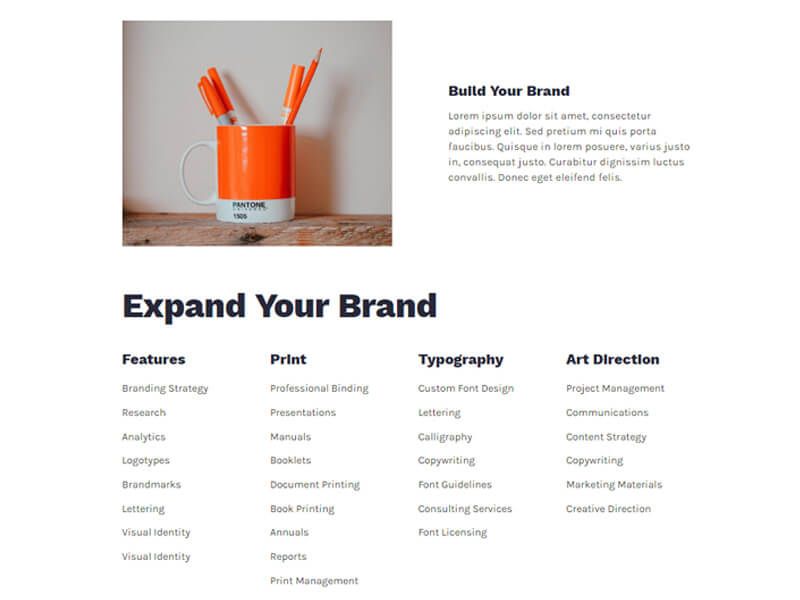 PANTONE
UNIVERSE
1505
Build Your Brand
Lorem ipsum dolor sit amet, consectetur
adipiscing elit. Sed pretium mi quis porta
faucibus. Quisque in lorem posuere, varius justo
in, consequat justo. Curabitur dignissim luctus
convallis. Donec eget eleifend felis.
Expand Your Brand
Features
Branding Strategy
Research
Analytics
Logotypes
Brandmarks
Lettering
Visual Identity
Visual Identity
Print
Professional Binding
Presentations
Manuals
Booklets
Document Printing
Book Printing
Annuals
Reports
Print Management
Typography
Custom Font Design
Lettering
Calligraphy
Copywriting
Font Guidelines
Consulting Services
Font Licensing
Art Direction
Project Management
Communications
Content Strategy
Copywriting
Marketing Materials
Creative Direction